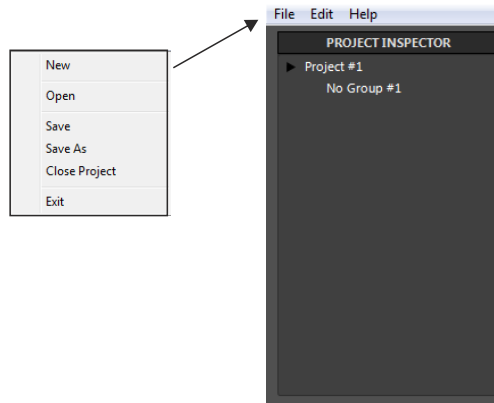 File Edit Help
PROJECT INSPECTOR
Project #1
No Group #1
New
Open
Save
Save As
Close Project
Exit